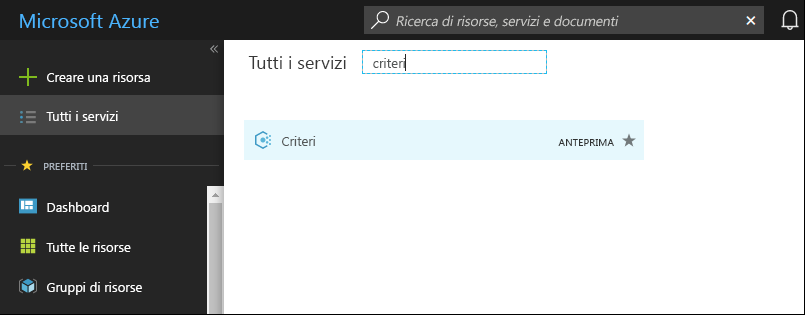 Microsoft Azure
Ricerca di risorse, servizi e documenti
Creare una risorsa
Tutti i servizi
PREFERITI
Dashboard
Tutte le risorse
Gruppi di risorse
Tutti i servizi
criteri
Criteri
ANTEPRIMA